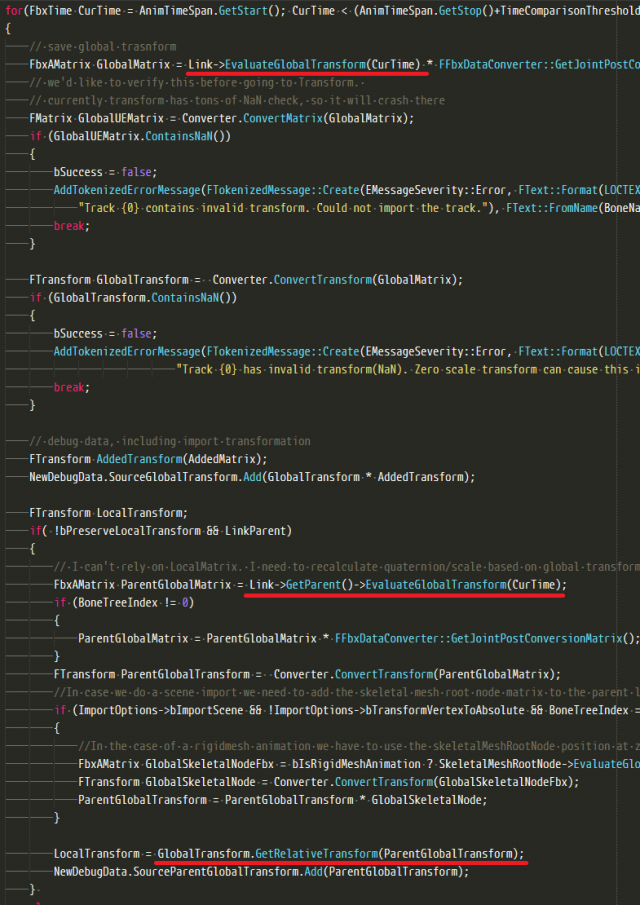 for(FbxTime CurTime = AnimTimeSpan.GetStart(); CurTime < (AnimTimeSpan.GetStop()+TimeComparisonThreshold
{
// save global trasnform
FbxAMatrix GlobalMatrix = Link->EvaluateGlobalTransform(CurTime) * FFbxDataConverter::GetJointPostCo
// we'd like to verify this before going to Transform.
// currently transform has tons of NaN check, so it will crash there
FMatrix GlobalUEMatrix = Converter.ConvertMatrix(GlobalMatrix);
if (GlobalUEMatrix.ContainsNaN())
{
bSuccess = false;
AddTokenizedErrorMessage(FTokenizedMessage::Create(EMessageSeverity::Error, FText::Format(LOCTEX
"Track {0} contains invalid transform. Could not import the track."), FText::FromName(BoneNa
break;
}
FTransform GlobalTransform = Converter.ConvertTransform(GlobalMatrix);
if (GlobalTransform.ContainsNaN())
{
bSuccess = false;
AddTokenizedErrorMessage(FTokenizedMessage::Create(EMessageSeverity::Error, FText::Format(LOCTEX
"Track {0} has invalid transform(NaN). Zero scale transform can cause this i
break;
}
// debug data, including import transformation
FTransform AddedTransform(AddedMatrix);
NewDebugData.SourceGlobalTransform.Add(GlobalTransform * AddedTransform);
FTransform LocalTransform;
if( !bPreserveLocalTransform && LinkParent)
{
// I can't rely on LocalMatrix. I need to recalculate quaternion/scale based on global transform
FbxAMatrix ParentGlobalMatrix = Link->GetParent()->EvaluateGlobalTransform(CurTime);
if (BoneTreeIndex != 0)
{
ParentGlobalMatrix = ParentGlobalMatrix * FFbxDataConverter::GetJointPostConversionMatrix();
}
FTransform ParentGlobalTransform = Converter.ConvertTransform(ParentGlobalMatrix);
//In case we do a scene import we need to add the skeletal mesh root node matrix to the parent l
if (ImportOptions->bImportScene && !ImportOptions->bTransformVertexToAbsolute && BoneTreeIndex =
{
//In the case of a rigidmesh animation we have to use the skeletalMeshRootNode position at z
FbxAMatrix GlobalSkeletalNodeFbx = bIsRigidMeshAnimation ? SkeletalMeshRootNode->EvaluateGlo
FTransform GlobalSkeletalNode = Converter.ConvertTransform(GlobalSkeletalNodeFbx);
ParentGlobalTransform = ParentGlobalTransform * GlobalSkeletalNode;
}
LocalTransform = GlobalTransform.GetRelativeTransform(ParentGlobalTransform);
NewDebugData.SourceParentGlobalTransform.Add(ParentGlobalTransform);
}